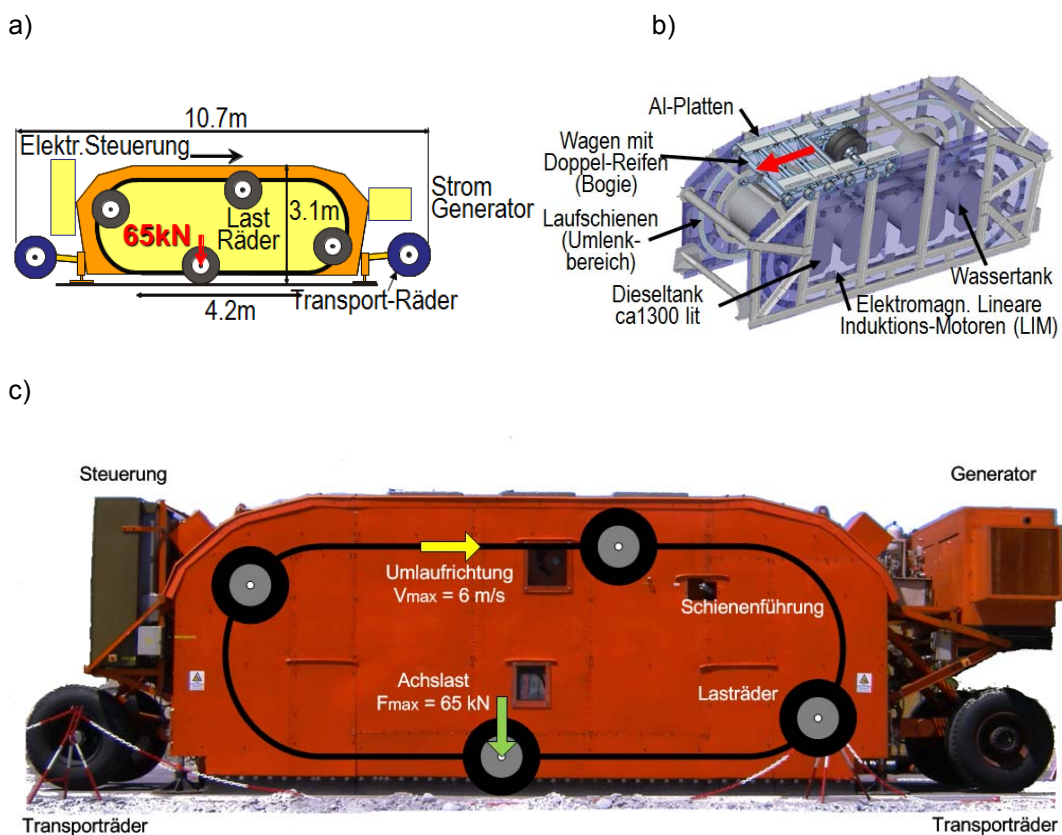 a)
10.7m
Elektr.Steuerung
Strom
Generator
Last
Räder
3.1m
65kN
4.2m
Transport-Räder
b)
Al-Platten
Wagen mit
Doppel-Reifen
(Bogie)
Laufschienen
(Umlenk-
bereich)
Dieseltank
ca1300 lit
Elektromagn. Lineare
Induktions-Motoren (LIM)
Wassertank
c)
Steuerung
Generator
Umlaufrichtung
Vmax = 6 m/s
Schienenführung
Achslast
Fmax = 65 kN
Lasträder
Transporträder
Transporträder